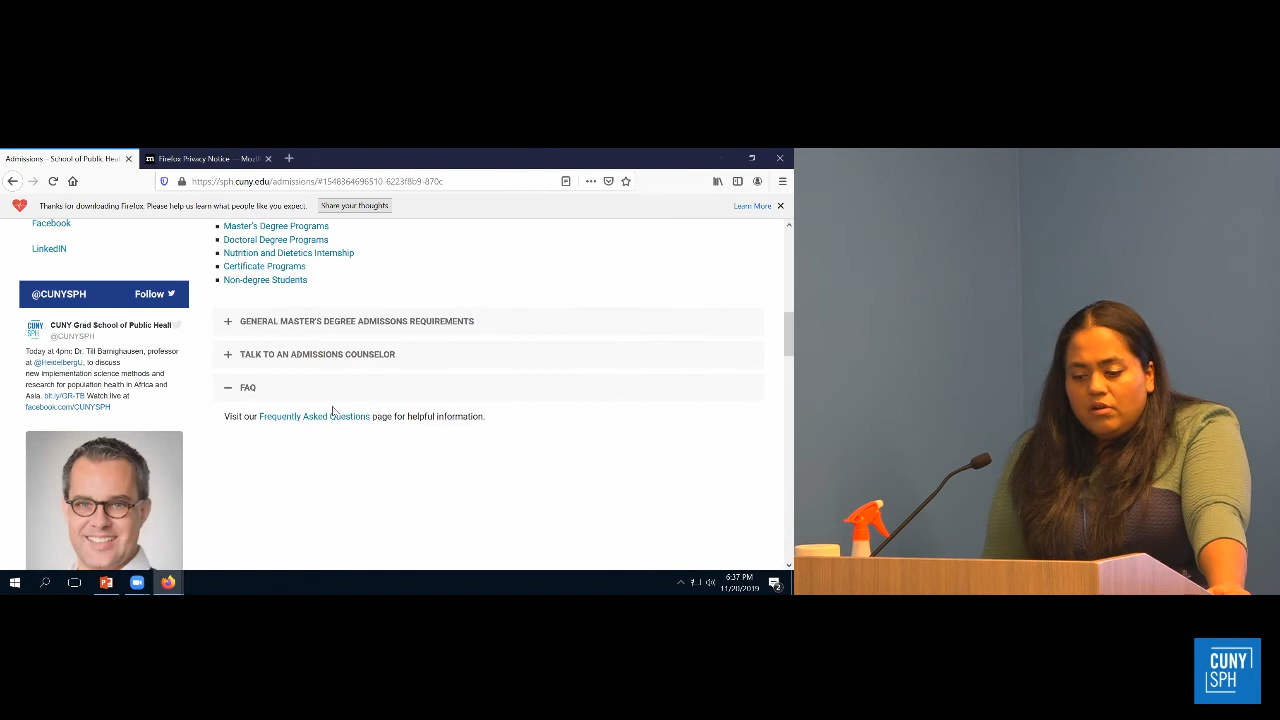 Admissions – School of Public Heal
Firefox Privacy Notice — Mozil
https://sph.cuny.edu/admissions/#1548364696510-6223f8b9-870c
Thanks for downloading Firefox. Please help us learn what people like you expect.
Share your thoughts
Learn More
Facebook
LinkedIN
@CUNYSPH
Follow
CUNY
SPH
CUNY Grad School of Public Healt
@CUNYSPH
Today at 4pm: Dr. Till Barnighausen, professor
at @HeidelbergU, to discuss
new implementation science methods and
research for population health in Africa and
Asia. bit.ly/GR-TB Watch live at
facebook.com/CUNYSPH
Master's Degree Programs
Doctoral Degree Programs
Nutrition and Dietetics Internship
Certificate Programs
Non-degree Students
GENERAL MASTER'S DEGREE ADMISSONS REQUIREMENTS
TALK TO AN ADMISSIONS COUNSELOR
FAQ
Visit our Frequently Asked Questions page for helpful information.
6:37 PM
11/20/2019
2
CUNY
SPH